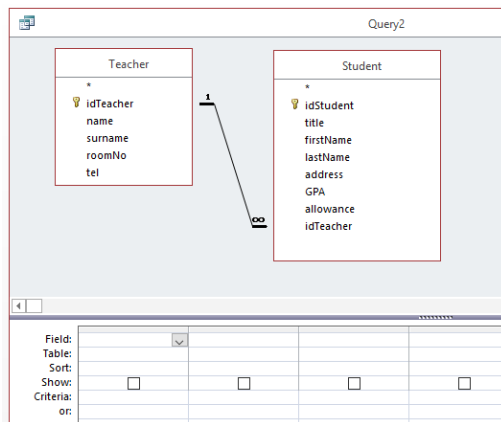 Query2
Teacher
*
idTeacher
name
surname
roomNo
tel
1
∞
Student
*
idStudent
title
firstName
lastName
address
GPA
allowance
idTeacher
Field:
Table:
Sort:
Show:
Criteria:
or: